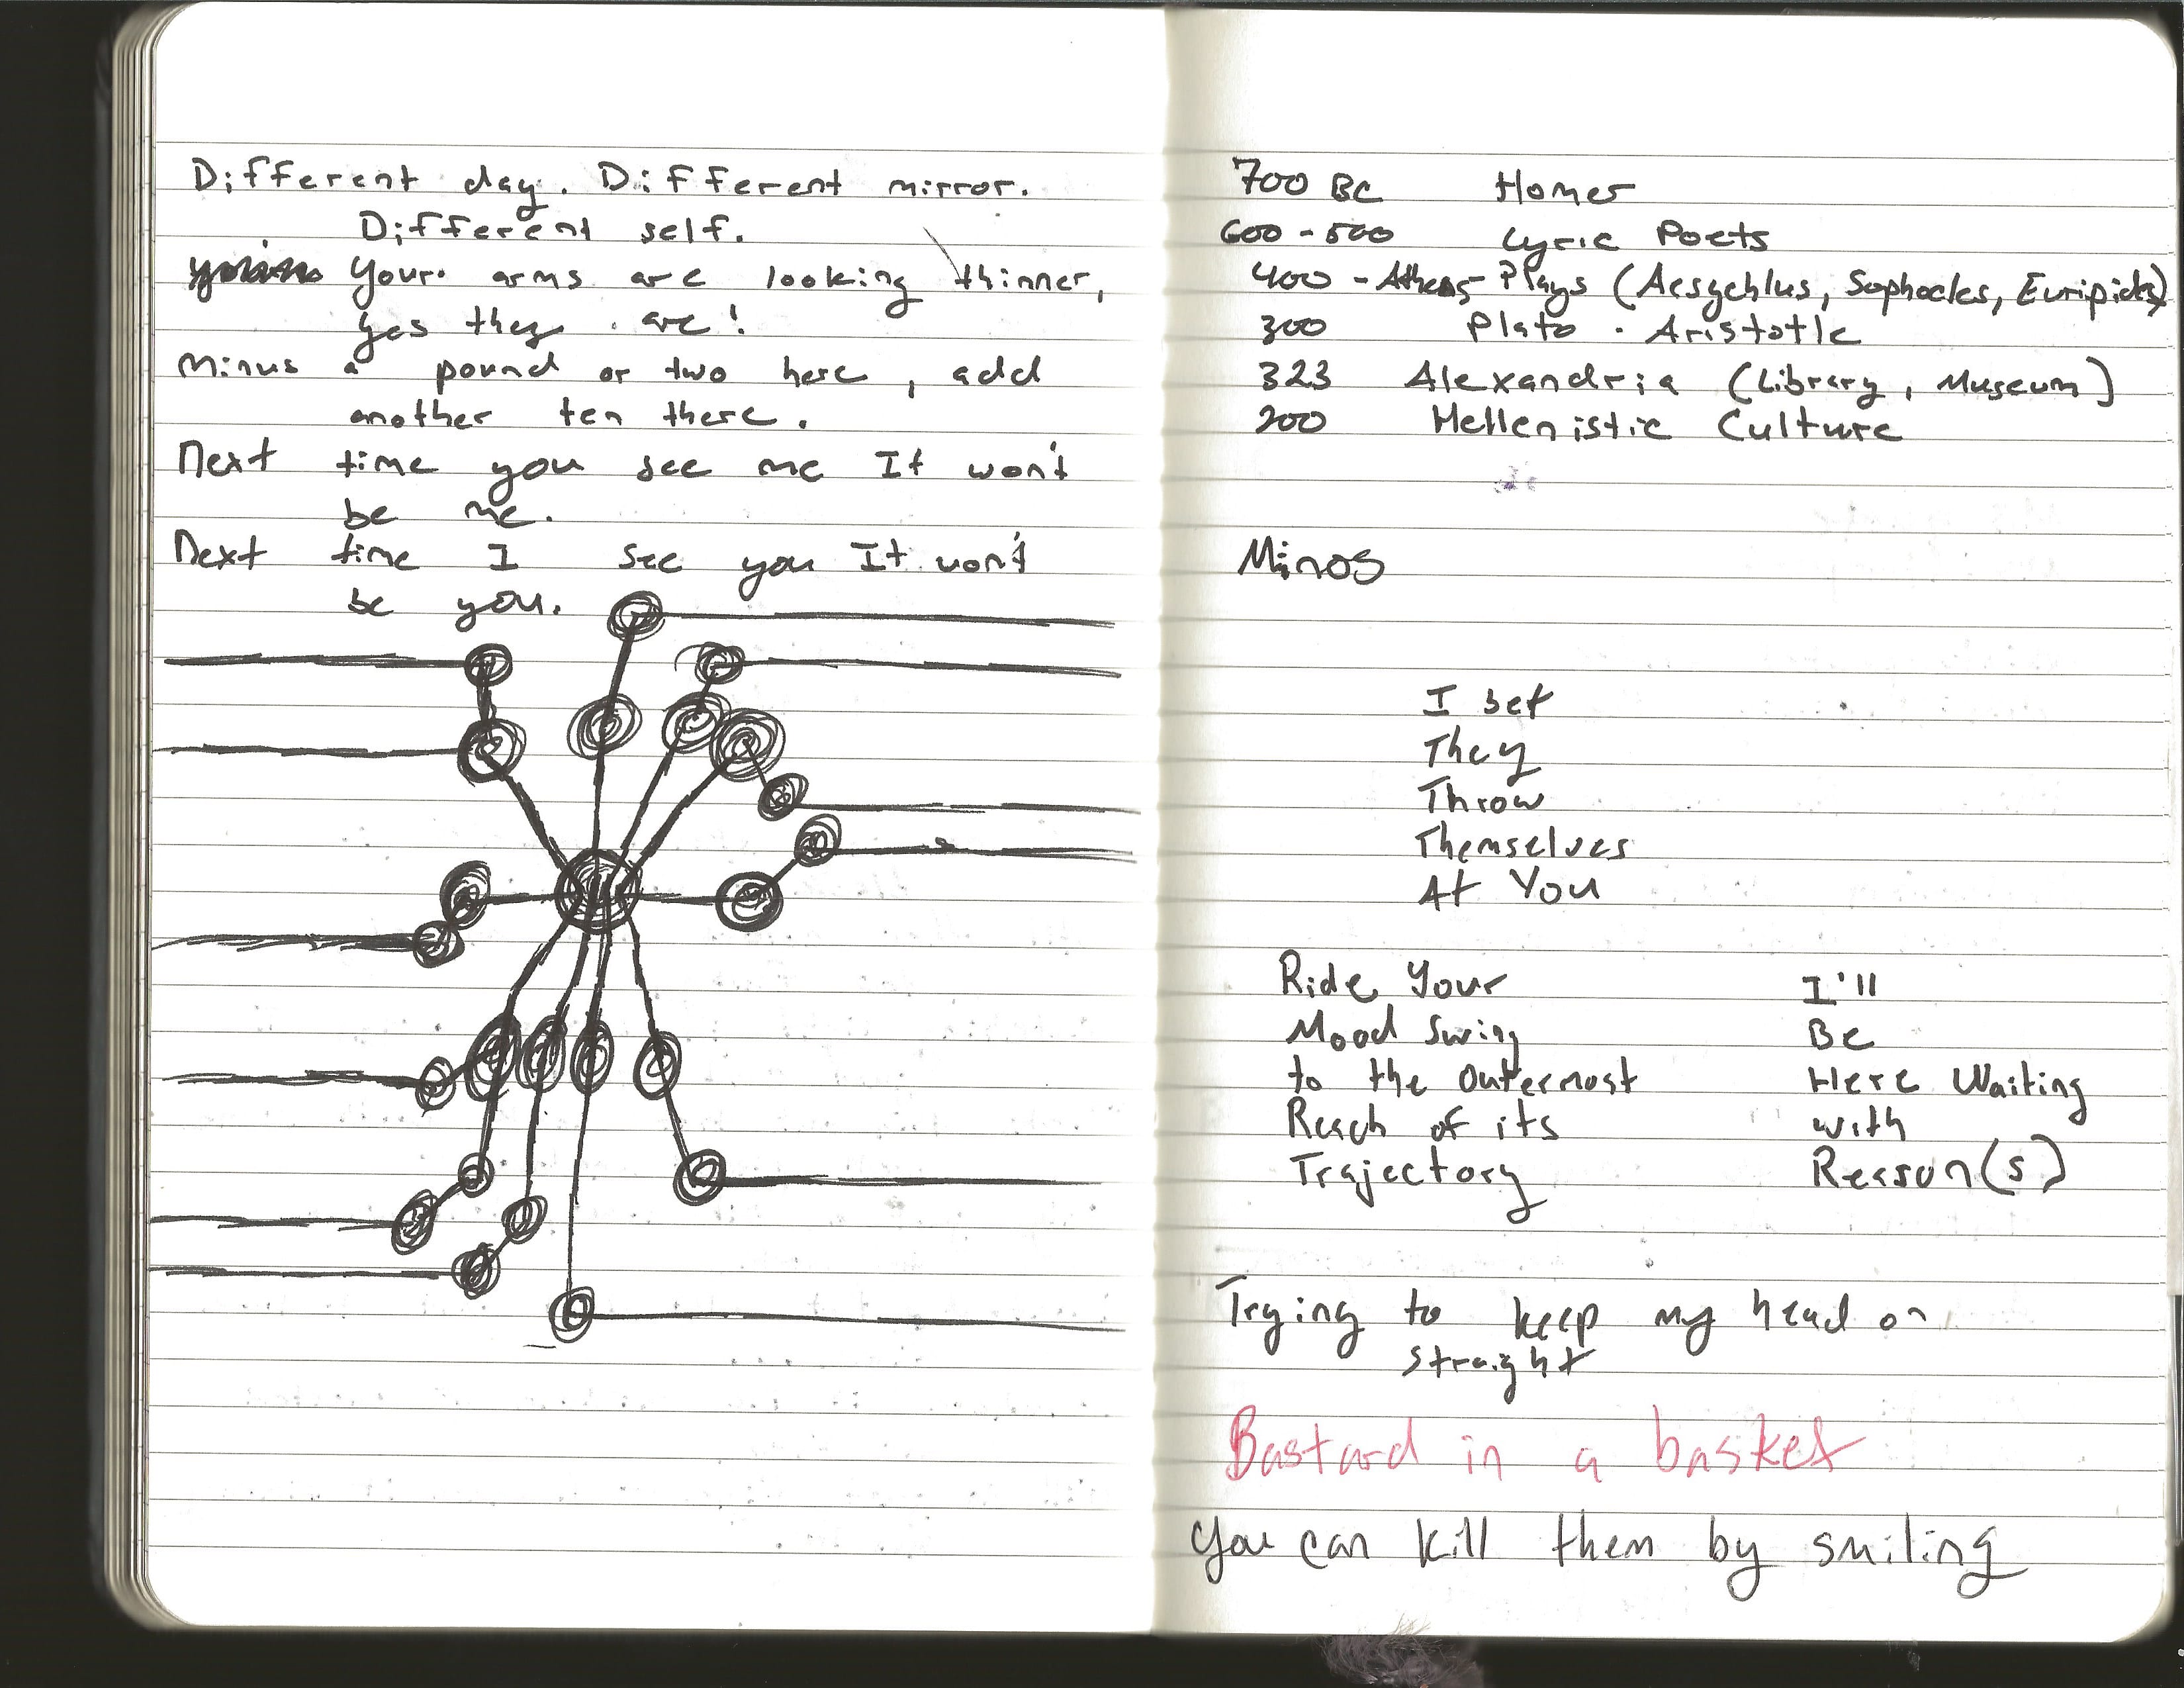 Different day. Different mirror.
Different self.
Your arms are looking thinner,
yes they are!
Minus a pound or two here, add
another ten there.
Next time you see me It won't
be me.
Next time I see you It won't
be you.
700 BC Homer
600-500 Lyric Poets
400 - Athens - Plays (Aesychlus, Sophocles, Euripides)
300 Plato · Aristotle
323 Alexandria (Library, Museum)
200 Hellenistic Culture
Minos
I bet
They
Throw
Themselves
At You
Ride Your
Mood Swing
to the Outermost
Reach of its
Trajectory
I'll
Be
Here Waiting
with
Reason(s)
Trying to keep my head on
straight
Bastard in a basket
You can kill them by smiling